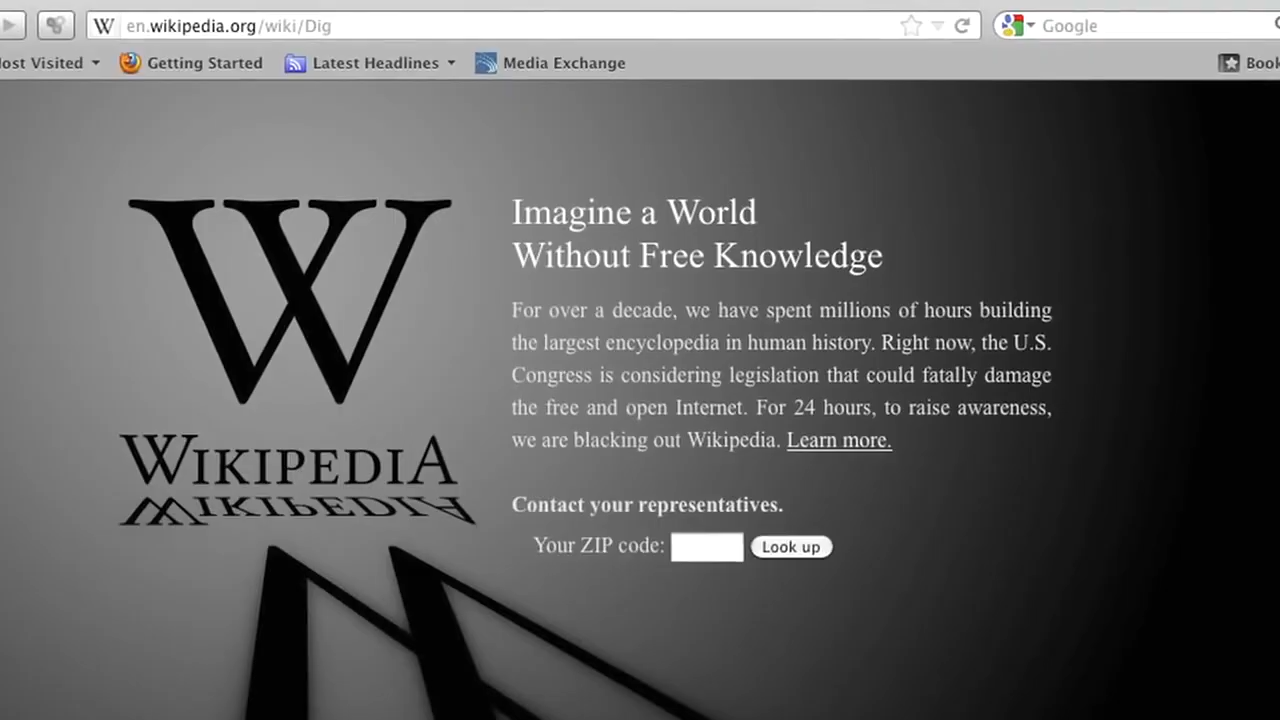 en.wikipedia.org/wiki/Dig
Google
ost Visited
Getting Started
Latest Headlines
Media Exchange
Book
W
WIKIPEDIA
Imagine a World
Without Free Knowledge
For over a decade, we have spent millions of hours building
the largest encyclopedia in human history. Right now, the U.S.
Congress is considering legislation that could fatally damage
the free and open Internet. For 24 hours, to raise awareness,
we are blacking out Wikipedia. Learn more.
Contact your representatives.
Your ZIP code:
Look up